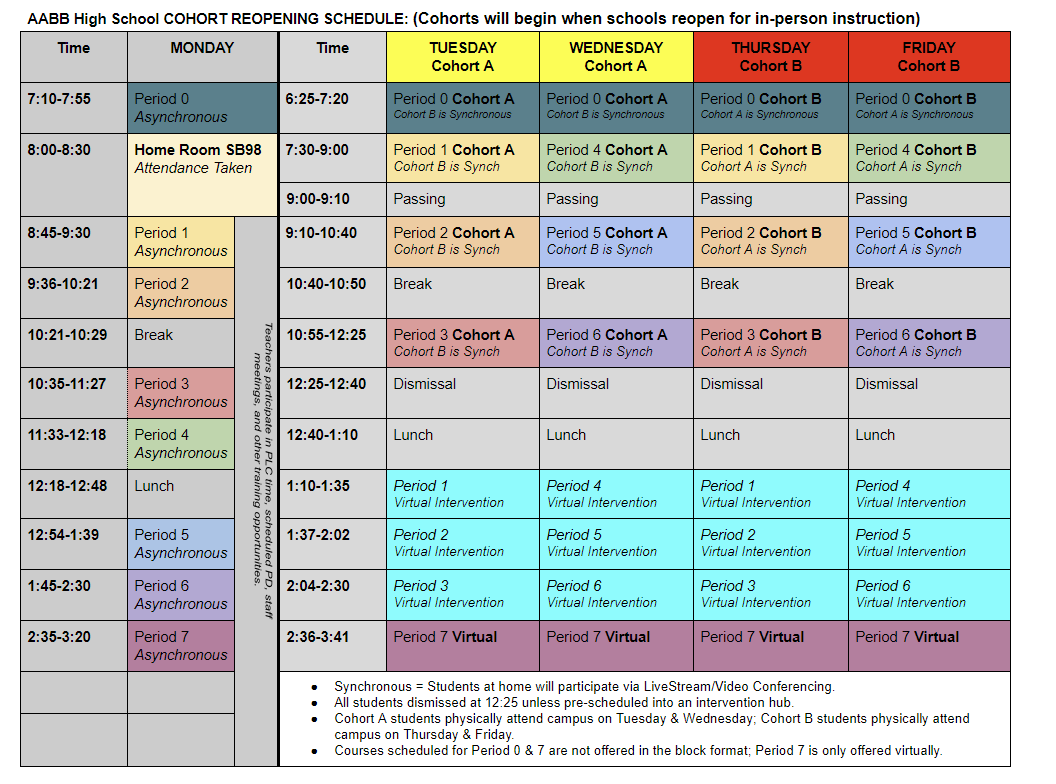 AABB High School COHORT REOPENING SCHEDULE: (Cohorts will begin when schools reopen for in-person instruction)
Time MONDAY Time TUESDAY WEDNESDAY THURSDAY FRIDAY
Cohort A Cohort A Cohort B Cohort B
7:10-7:55 Period 0 6:25-7:20 Period 0 Cohort A Period 0 Cohort A Period 0 Cohort B Period 0 Cohort B
Asynchronous Cohort B is Synchronous Cohort B is Synchronous Cohort A is Synchronous Cohort A is Synchronous
8:00-8:30 Home Room SB98 7:30-9:00 Period 1 Cohort A Period 4 Cohort A Period 1 Cohort B Period 4 Cohort B
Attendance Taken Cohort B is Synch Cohort B is Synch Cohort A is Synch Cohort A is Synch
9:00-9:10 Passing Passing Passing Passing
8:45-9:30 Period 1 9:10-10:40 Period 2 Cohort A Period 5 Cohort A Period 2 Cohort B Period 5 Cohort B
Asynchronous Cohort B is Synch Cohort B is Synch Cohort A is Synch Cohort A is Synch
9:36-10:21 Period 2 10:40-10:50 Break Break Break Break
Asynchronous
10:21-10:29 Break 10:55-12:25 Period 3 Cohort A Period 6 Cohort A Period 3 Cohort B Period 6 Cohort B
Cohort B is Synch Cohort B is Synch Cohort A is Synch Cohort A is Synch
10:35-11:27 Period 3 12:25-12:40 Dismissal Dismissal Dismissal Dismissal
Asynchronous
11:33-12:18 Period 4 12:40-1:10 Lunch Lunch Lunch Lunch
Asynchronous
12:18-12:48 Lunch 1:10-1:35 Period 1 Period 4 Period 1 Period 4
Virtual Intervention Virtual Intervention Virtual Intervention Virtual Intervention
12:54-1:39 Period 5 1:37-2:02 Period 2 Period 5 Period 2 Period 5
Asynchronous Virtual Intervention Virtual Intervention Virtual Intervention Virtual Intervention
1:45-2:30 Period 6 2:04-2:30 Period 3 Period 6 Period 3 Period 6
Asynchronous Virtual Intervention Virtual Intervention Virtual Intervention Virtual Intervention
2:35-3:20 Period 7 2:36-3:41 Period 7 Virtual Period 7 Virtual Period 7 Virtual Period 7 Virtual
Asynchronous
Teachers participate in PLC time, scheduled PD, staff
meetings, and other training opportunities.
● Synchronous = Students at home will participate via LiveStream/Video Conferencing.
● All students dismissed at 12:25 unless pre-scheduled into an intervention hub.
● Cohort A students physically attend campus on Tuesday & Wednesday; Cohort B students physically attend
campus on Thursday & Friday.
● Courses scheduled for Period 0 & 7 are not offered in the block format; Period 7 is only offered virtually.